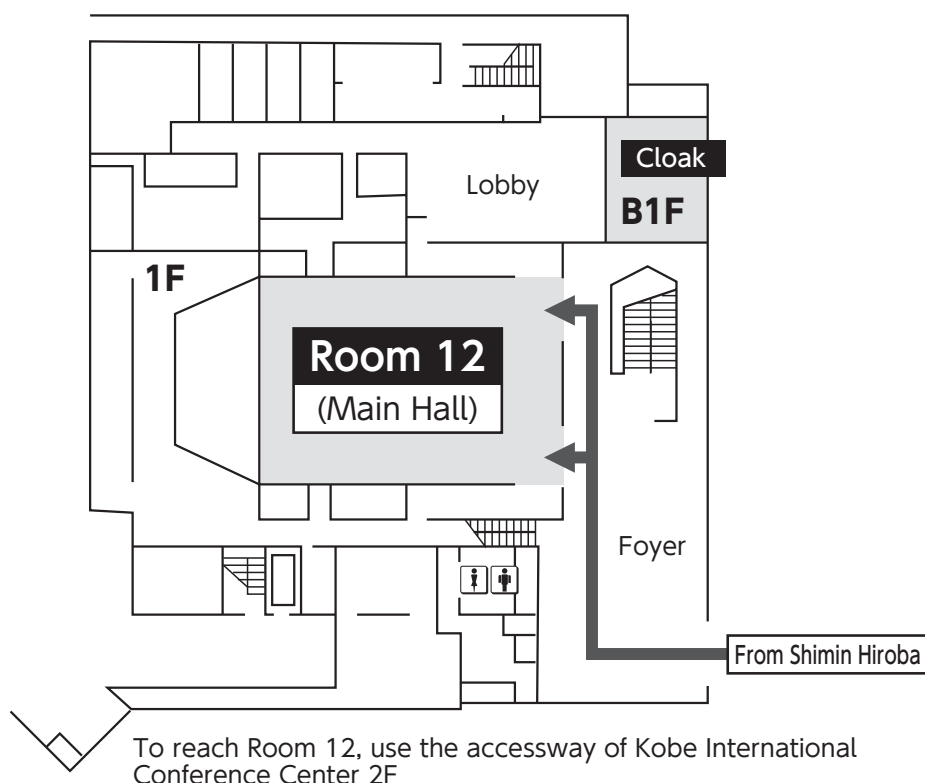 Cloak
Lobby
B1F
1F
Room 12
(Main Hall)
Foyer
From Shimin Hiroba
To reach Room 12, use the accessway of Kobe International
Conference Center 2F